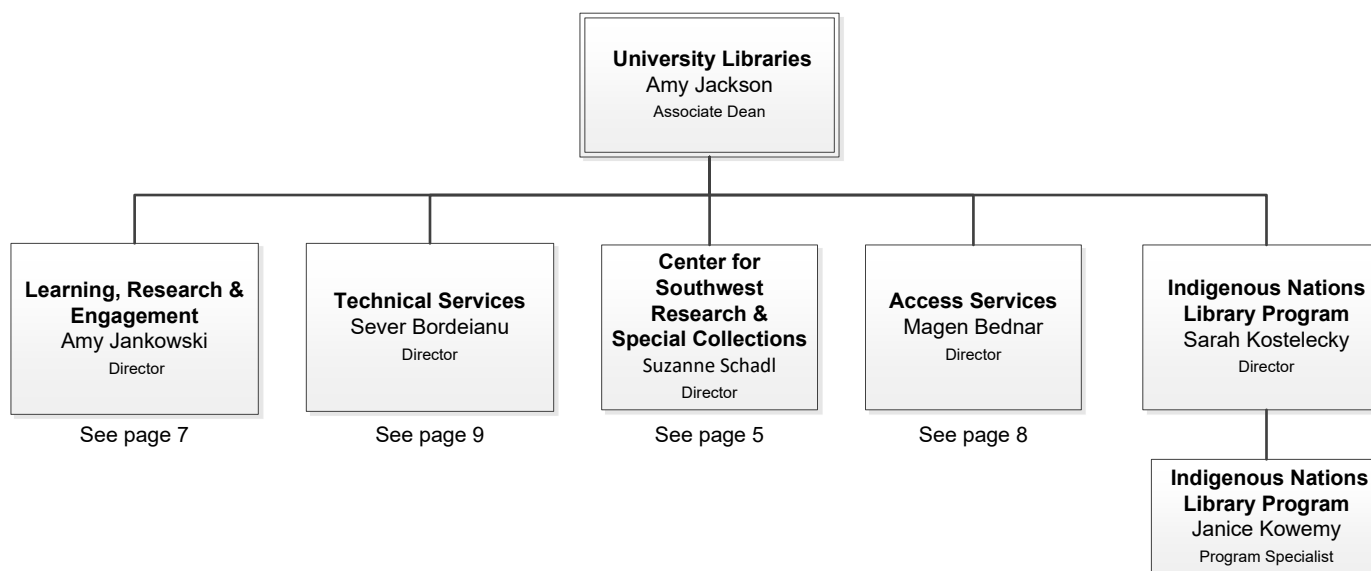 University Libraries
Amy Jackson
Associate Dean
Learning, Research &
Engagement
Amy Jankowski
Director
See page 7
Technical Services
Sever Bordeianu
Director
See page 9
Center for
Southwest
Research &
Special Collections
Suzanne Schadl
Director
See page 5
Access Services
Magen Bednar
Director
See page 8
Indigenous Nations
Library Program
Sarah Kostelecky
Director
Indigenous Nations
Library Program
Janice Kowemy
Program Specialist